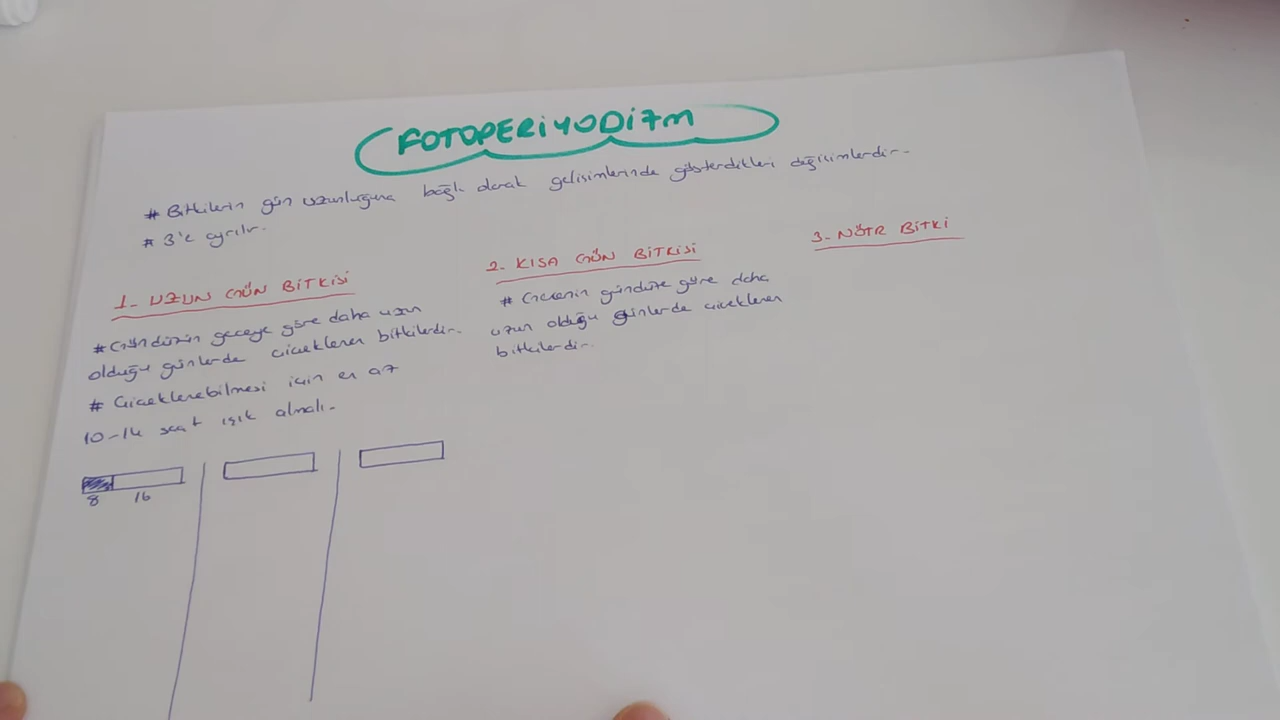 FOTOPERİYODİZM
# Bitkilerin gün uzunluğuna bağlı olarak gelişimlerinde gösterdikleri değişimlerdir.
# 3'e ayrılır.
1- UZUN GÜN BİTKİSİ
# Gündüzün geceye göre daha uzun
olduğu günlerde çiçeklenen bitkilerdir.
# Çiçeklenebilmesi için en az
10-14 saat ışık almalı.
8 16
2- KISA GÜN BİTKİSİ
# Gecenin gündüze göre daha
uzun olduğu günlerde çiçeklenen
bitkilerdir.
3- NÖTR BİTKİ